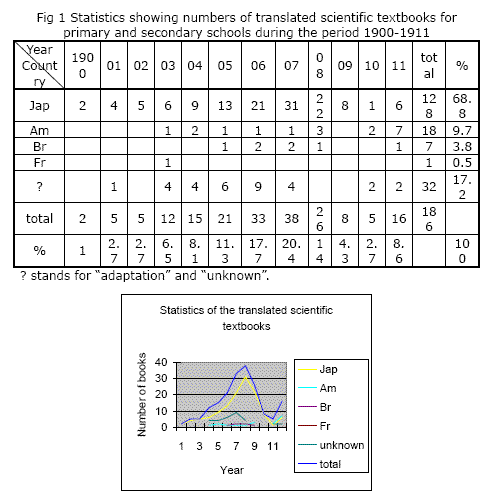 Fig 1 Statistics showing numbers of translated scientific textbooks for
primary and secondary schools during the period 1900-1911
Year Country 1900 01 02 03 04 05 06 07 08 09 10 11 total %
Jap 2 4 5 6 9 13 21 31 22 8 1 6 128 68.8
Am 1 2 1 1 1 3 2 7 18 9.7
Br 1 2 2 1 1 7 3.8
Fr 1 1 0.5
? 1 4 4 6 9 4 2 2 32 17.2
total 2 5 5 12 15 21 33 38 26 8 5 16 186
% 1 2.7 2.7 6.5 8.1 11.3 17.7 20.4 14 4.3 2.7 8.6 100
? stands for “adaptation” and “unknown”.
Statistics of the translated scientific
textbooks
Number of books
40
30
20
10
0
1 3 5 7 9 11
Year
Jap
Am
Br
Fr
unknown
total